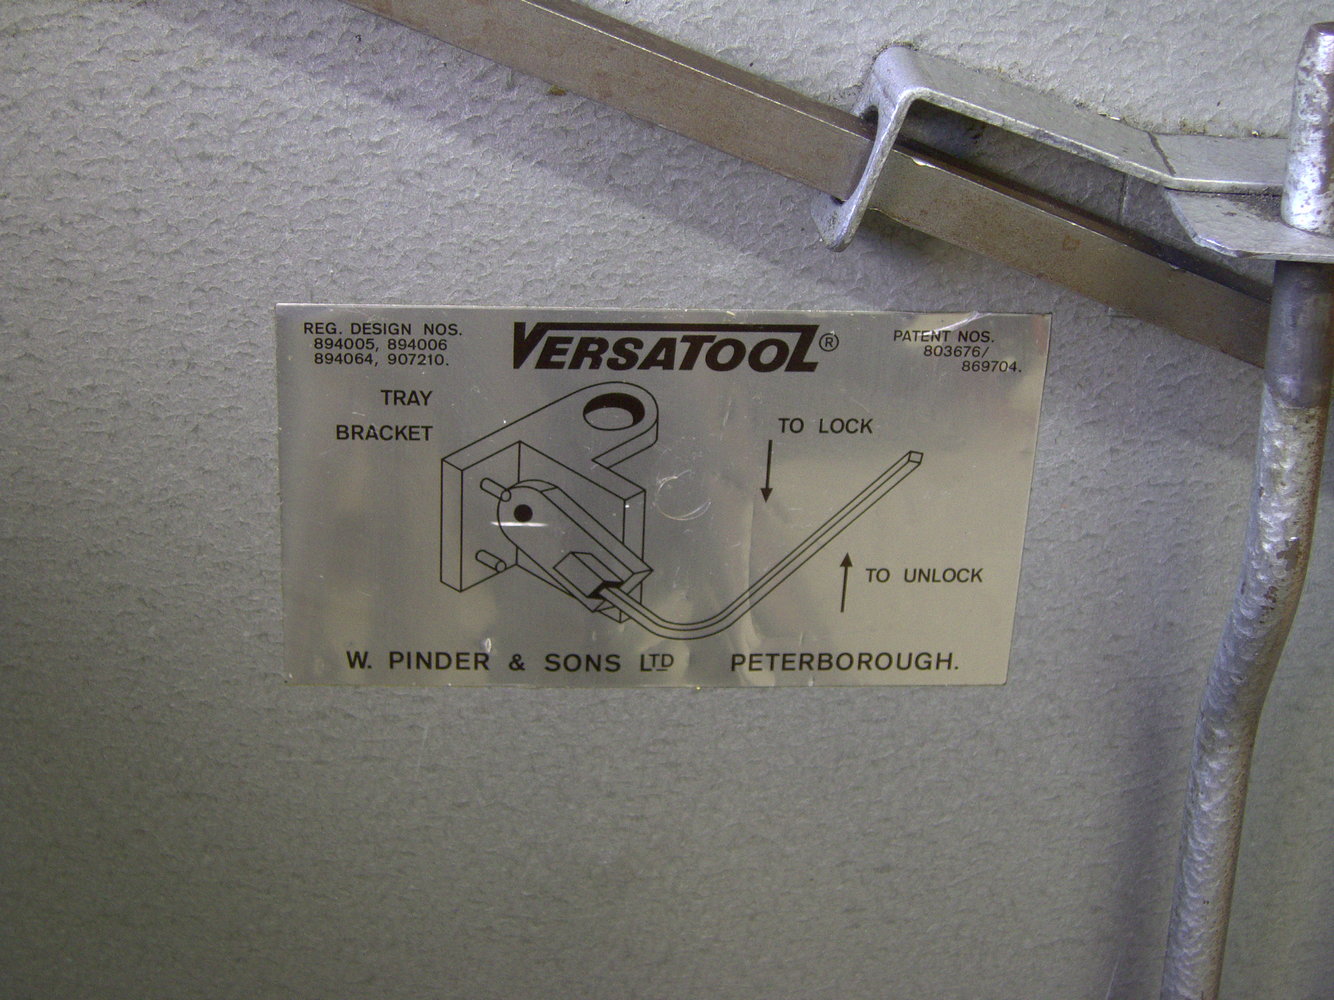 REG. DESIGN NOS.
894005, 894006
894064, 907210.
VERSATOOL®
PATENT NOS.
803676/
869704.
TRAY
BRACKET
TO LOCK
TO UNLOCK
W. PINDER & SONS LTD PETERBOROUGH.